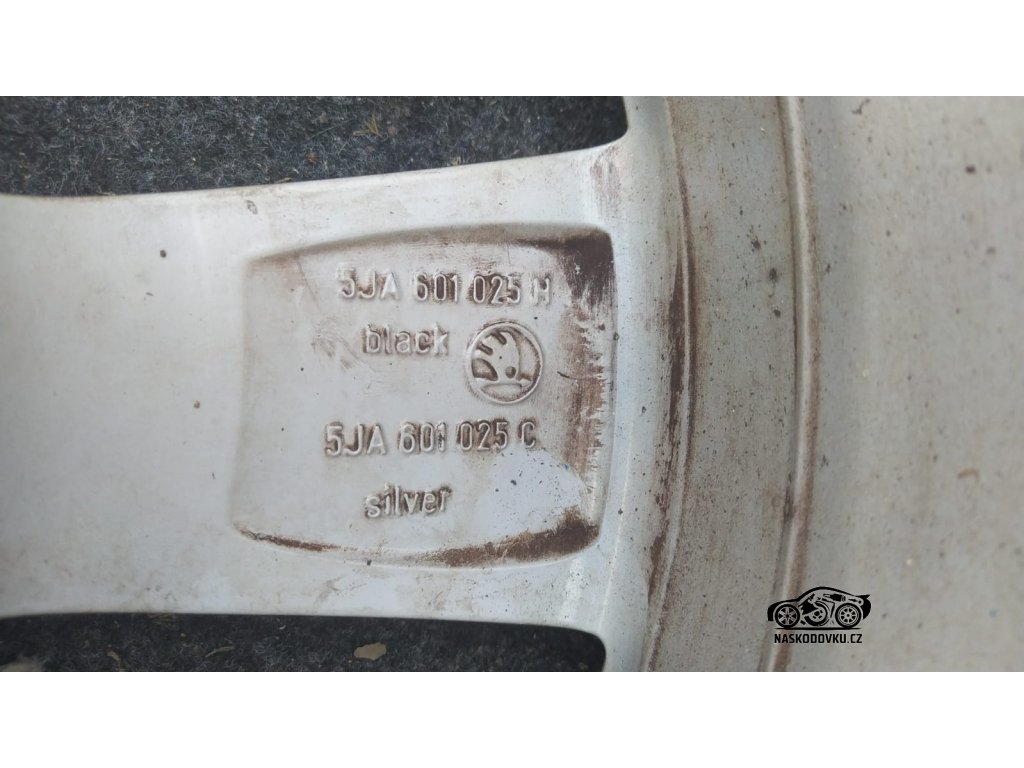 5JA 601 025 H
black
5JA 601 025 C
silver
NASKODOVKU.CZ